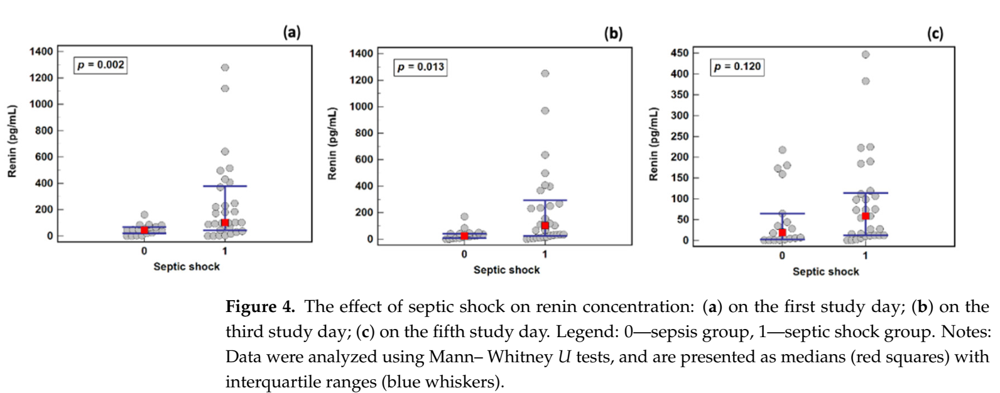 (a)
1400
1200
1000
800
600
400
200
0
Renin (pg/mL)
p = 0.002
0 1
Septic shock
(b)
1400
1200
1000
800
600
400
200
0
Renin (pg/mL)
p = 0.013
0 1
Septic shock
(c)
450
400
350
300
250
200
150
100
50
0
Renin (pg/mL)
p = 0.120
0 1
Septic shock
Figure 4. The effect of septic shock on renin concentration: (a) on the first study day; (b) on the
third study day; (c) on the fifth study day. Legend: 0—sepsis group, 1—septic shock group. Notes:
Data were analyzed using Mann– Whitney U tests, and are presented as medians (red squares) with
interquartile ranges (blue whiskers).